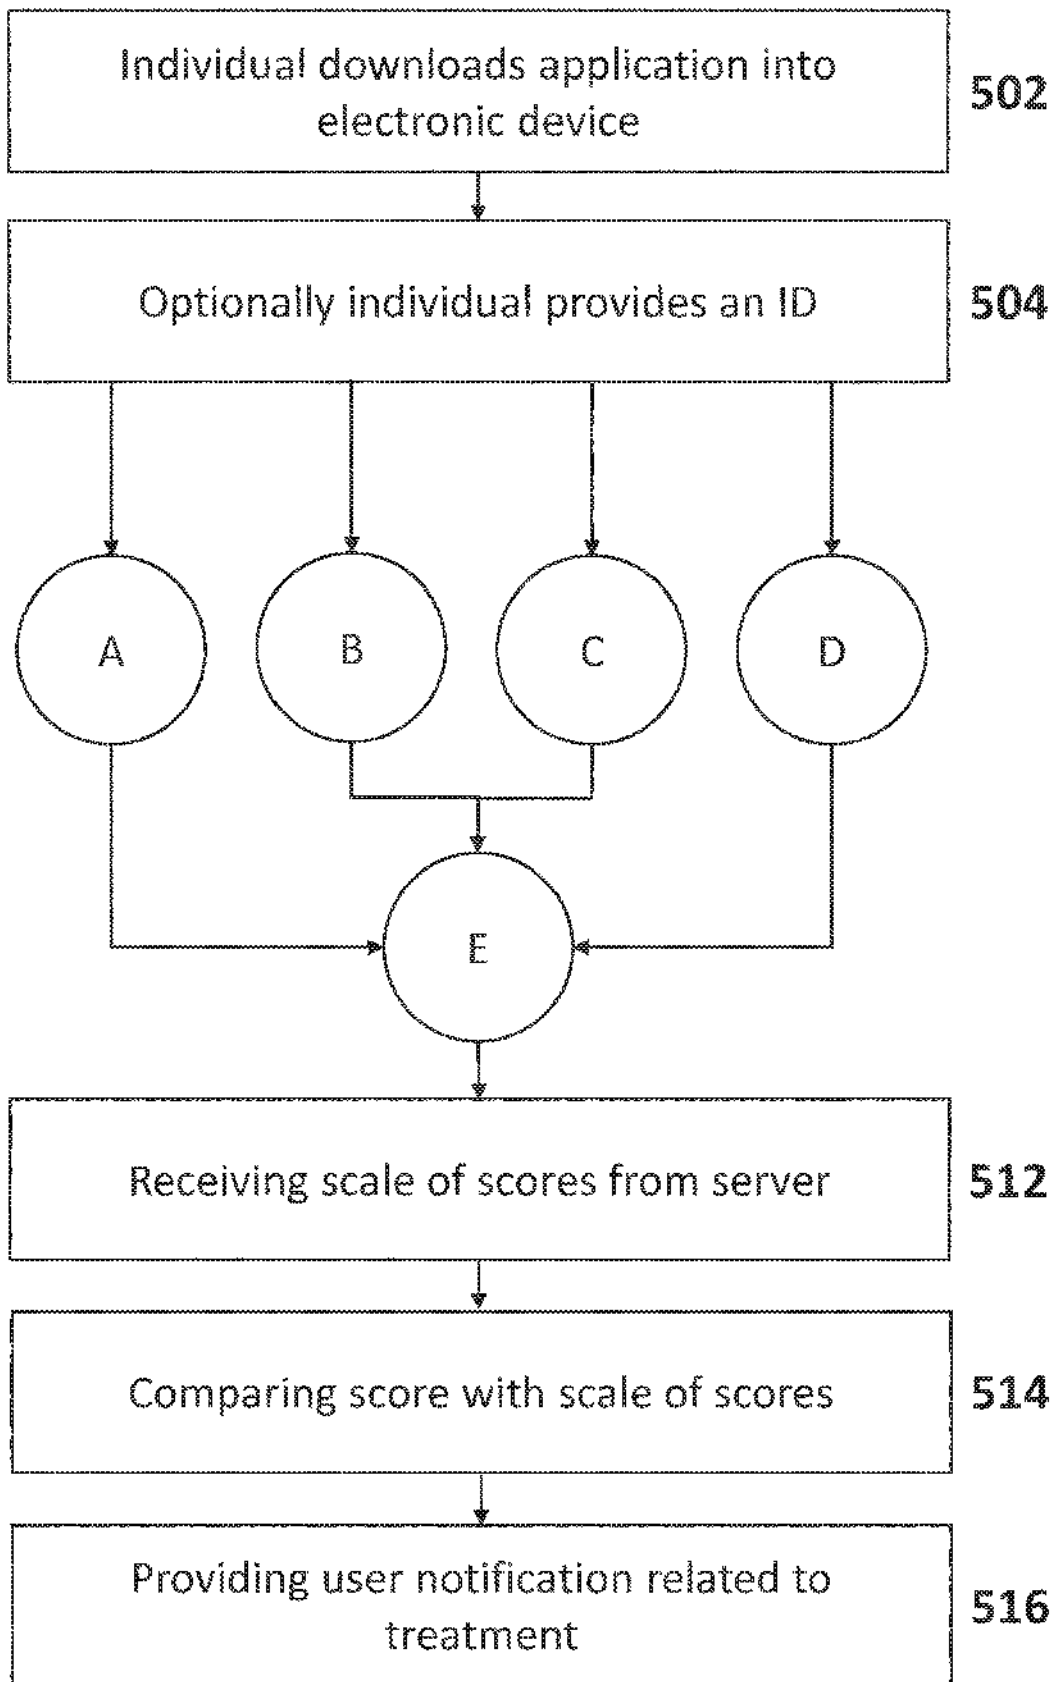 Individual downloads application into
electronic device
502
Optionally individual provides an ID
504
A
B
C
D
E
Receiving scale of scores from server
512
Comparing score with scale of scores
514
Providing user notification related to
treatment
516